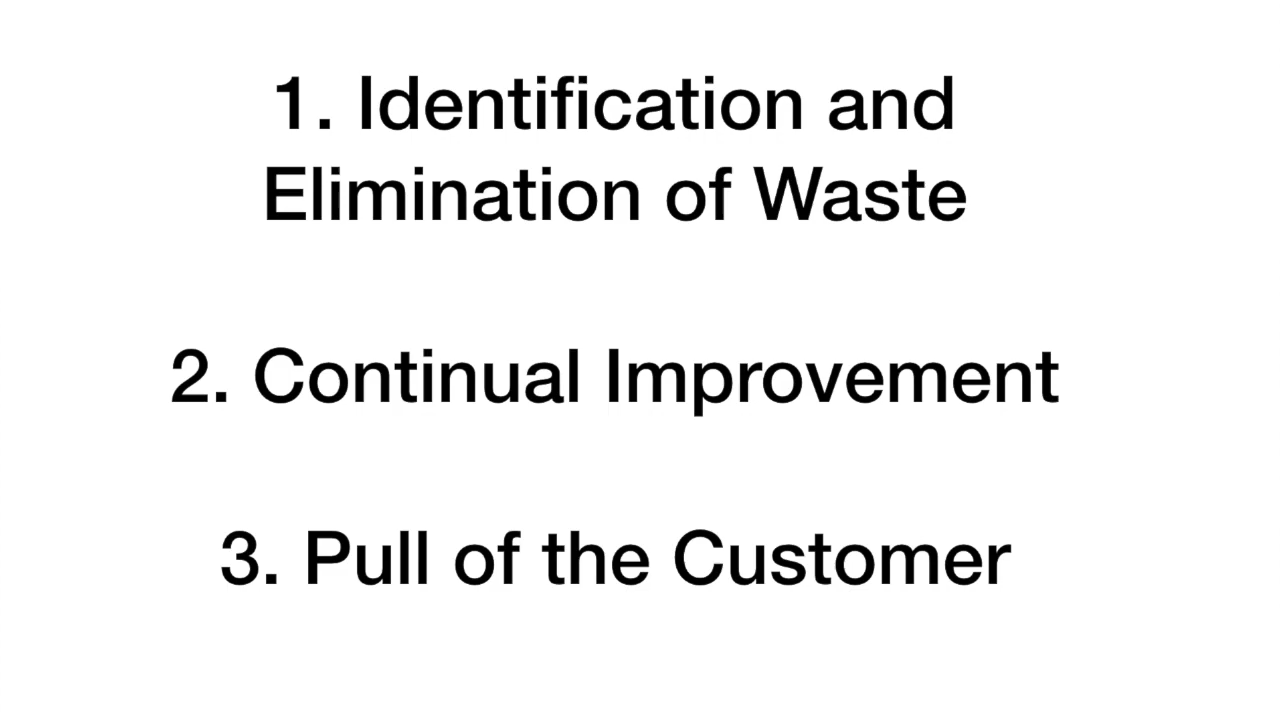 1. Identification and
Elimination of Waste
2. Continual Improvement
3. Pull of the Customer